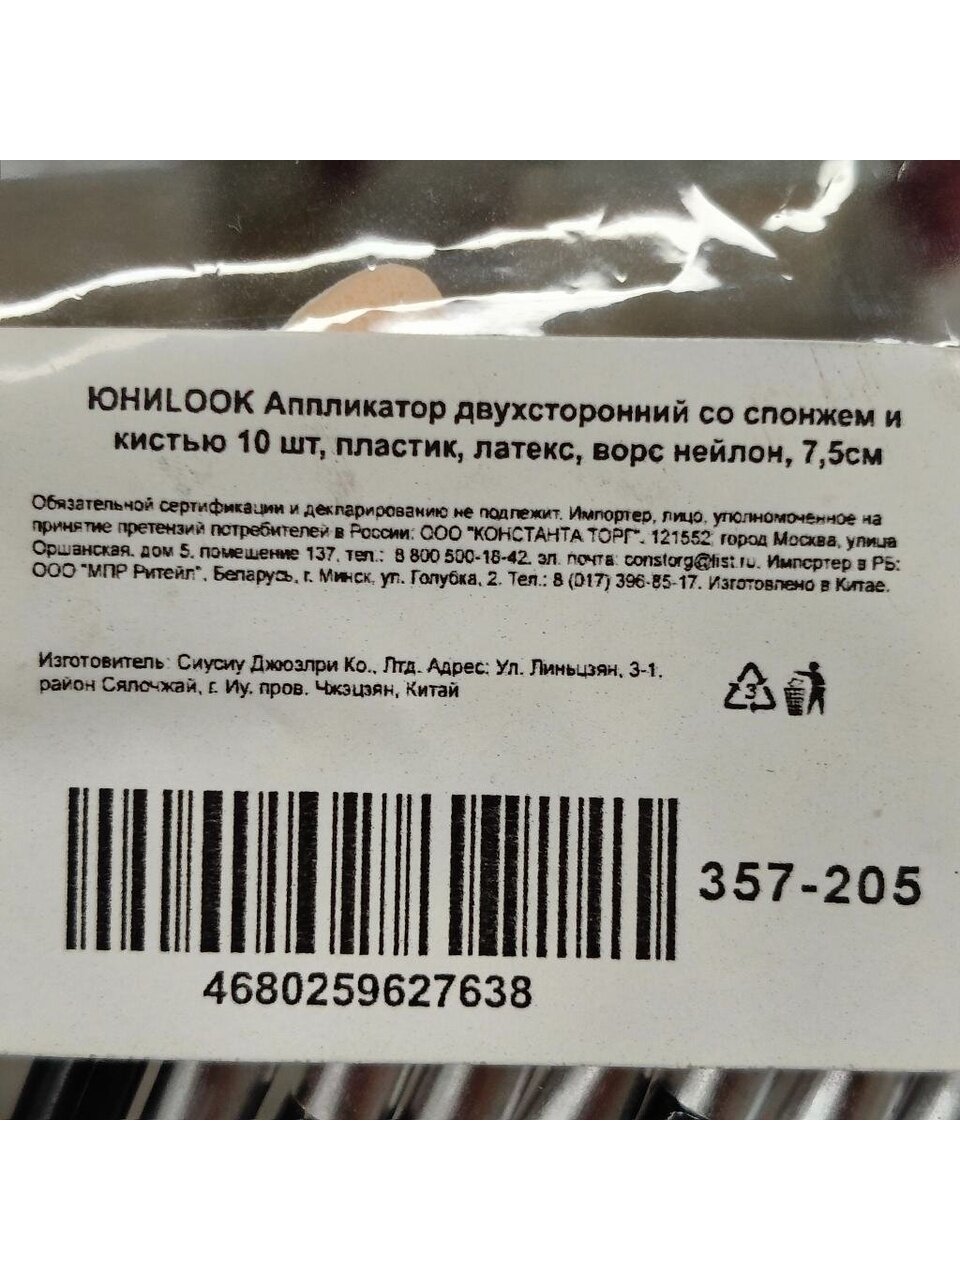 ЮНИLOOK Аппликатор двухсторонний со спонжем и
кистью 10 шт, пластик, латекс, ворс нейлон, 7,5см
Обязательной сертификации и декларированию не подлежит. Импортер, лицо, уполномоченное на
принятие претензий потребителей в России: ООО "КОНСТАНТА ТОРГ", 121552, город Москва, улица
Оршанская, дом 5, помещение 137, тел.: 8 800 500-18-42, эл. почта: constorg@list.ru. Импортер в РБ:
ООО "МПР Ритейл", Беларусь, г. Минск, ул. Голубка, 2. Тел.: 8 (017) 396-85-17. Изготовлено в Китае.
Изготовитель: Сиусиу Джюэлри Ко., Лтд. Адрес: Ул. Линьцзян, 3-1,
район Сялочжай, г. Иу, пров. Чжэцзян, Китай
3
357-205
4680259627638